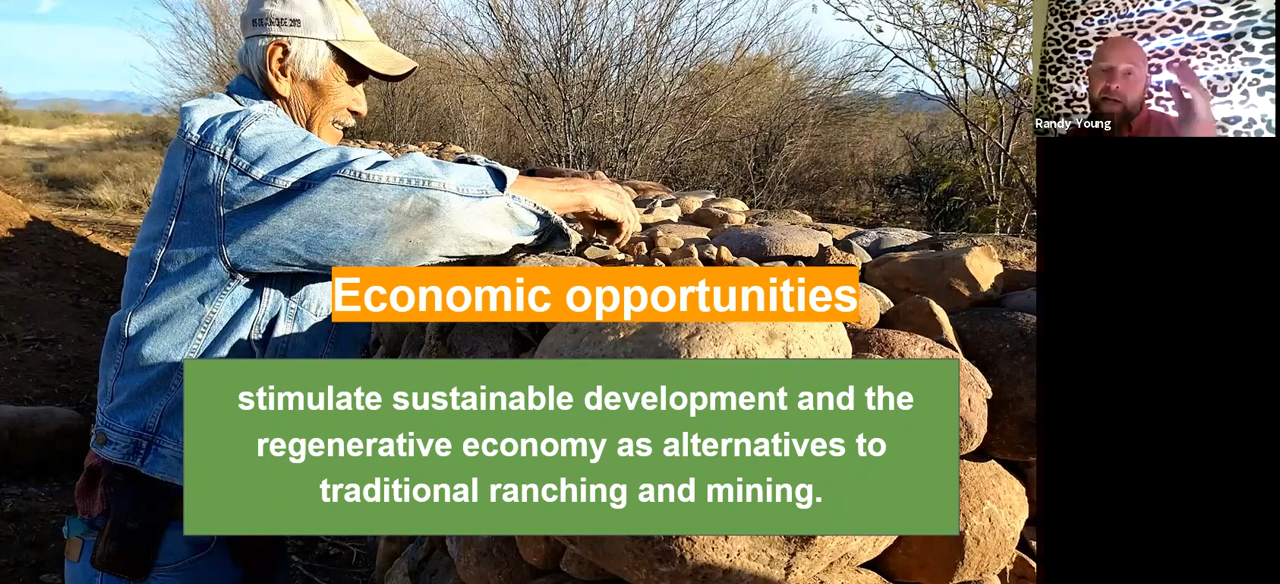 Randy Young
Economic opportunities
stimulate sustainable development and the
regenerative economy as alternatives to
traditional ranching and mining.